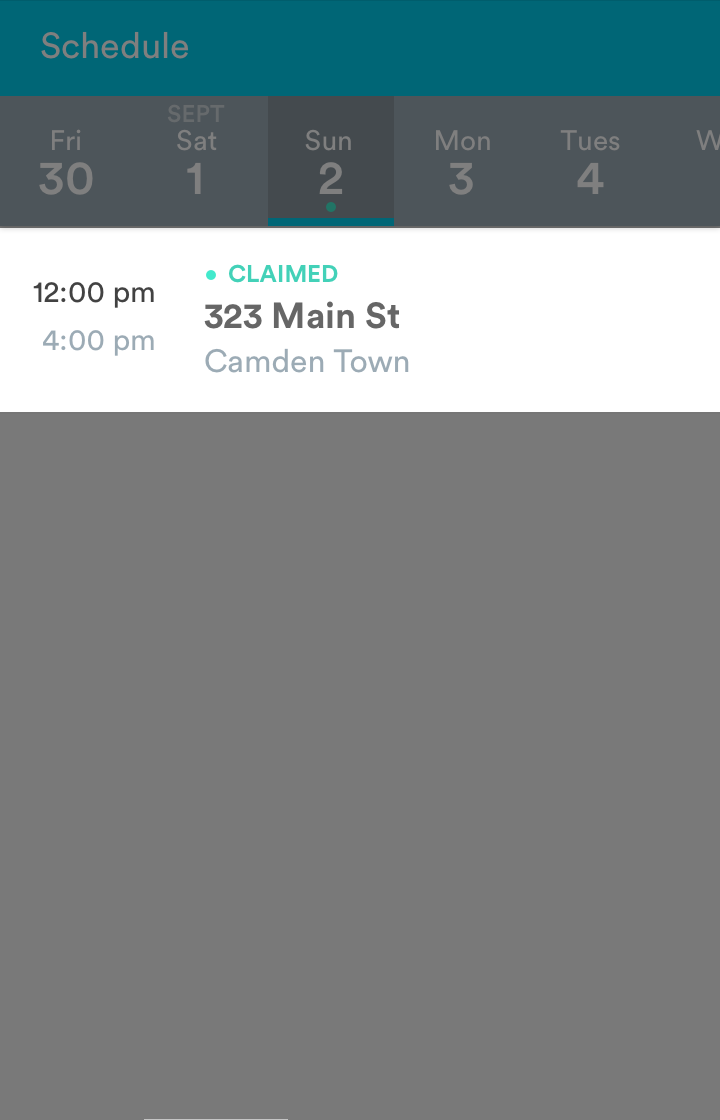 Schedule
SEPT
Fri Sat Sun Mon Tues W
30 1 2 3 4
CLAIMED
12:00 pm
323 Main St
4:00 pm
Camden Town